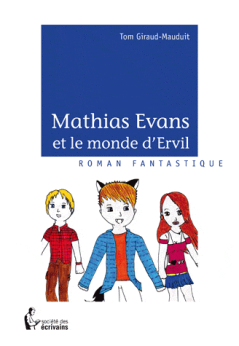 Tom Giraud-Mauduit
Mathias Evans
et le monde d'Ervil
ROMAN FANTASTIQUE
société des
écrivains